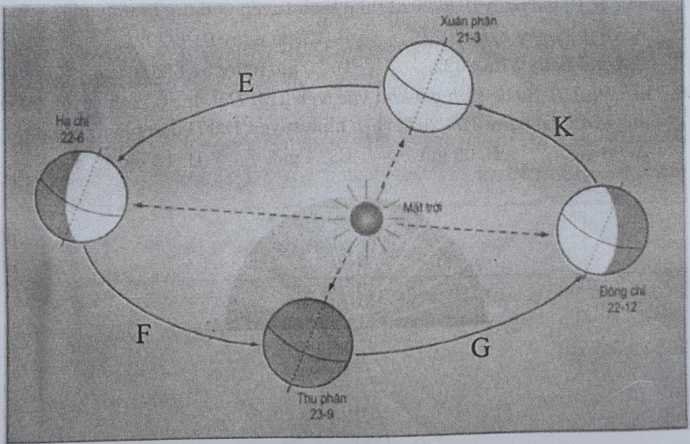 Xuân phân
21-3
E
K
Hạ chí
22-6
Mặt trời
Đông chí
22-12
F
G
Thu phân
23-9